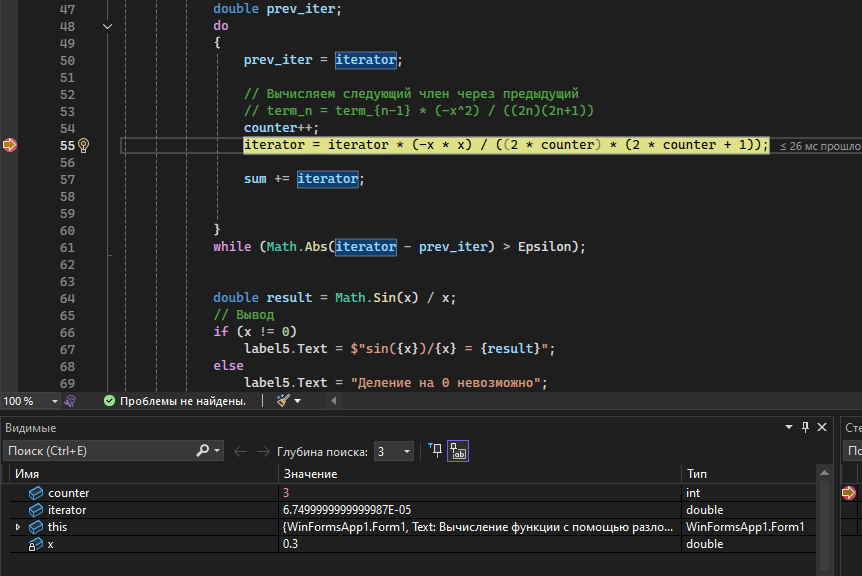 47 double prev_iter;
48 do
49 {
50 prev_iter = iterator;
51
52 // Вычисляем следующий член через предыдущий
53 // term_n = term_{n-1} * (-x^2) / ((2n)(2n+1))
54 counter++;
55 iterator = iterator * (-x * x) / ((2 * counter) * (2 * counter + 1)); ≤ 26 мс прошло
56
57 sum += iterator;
58
59
60 }
61 while (Math.Abs(iterator - prev_iter) > Epsilon);
62
63
64 double result = Math.Sin(x) / x;
65 // Вывод
66 if (x != 0)
67 label5.Text = $"sin({x})/{x} = {result}";
68 else
69 label5.Text = "Деление на 0 невозможно";
100 % Проблемы не найдены.
Видимые Сте
Поиск (Ctrl+E) Глубина поиска: 3 По
Имя Значение Тип
counter 3 int
iterator 6.7499999999999987E-05 double
this {WinFormsApp1.Form1, Text: Вычисление функции с помощью разло... WinFormsApp1.Form1
x 0.3 double